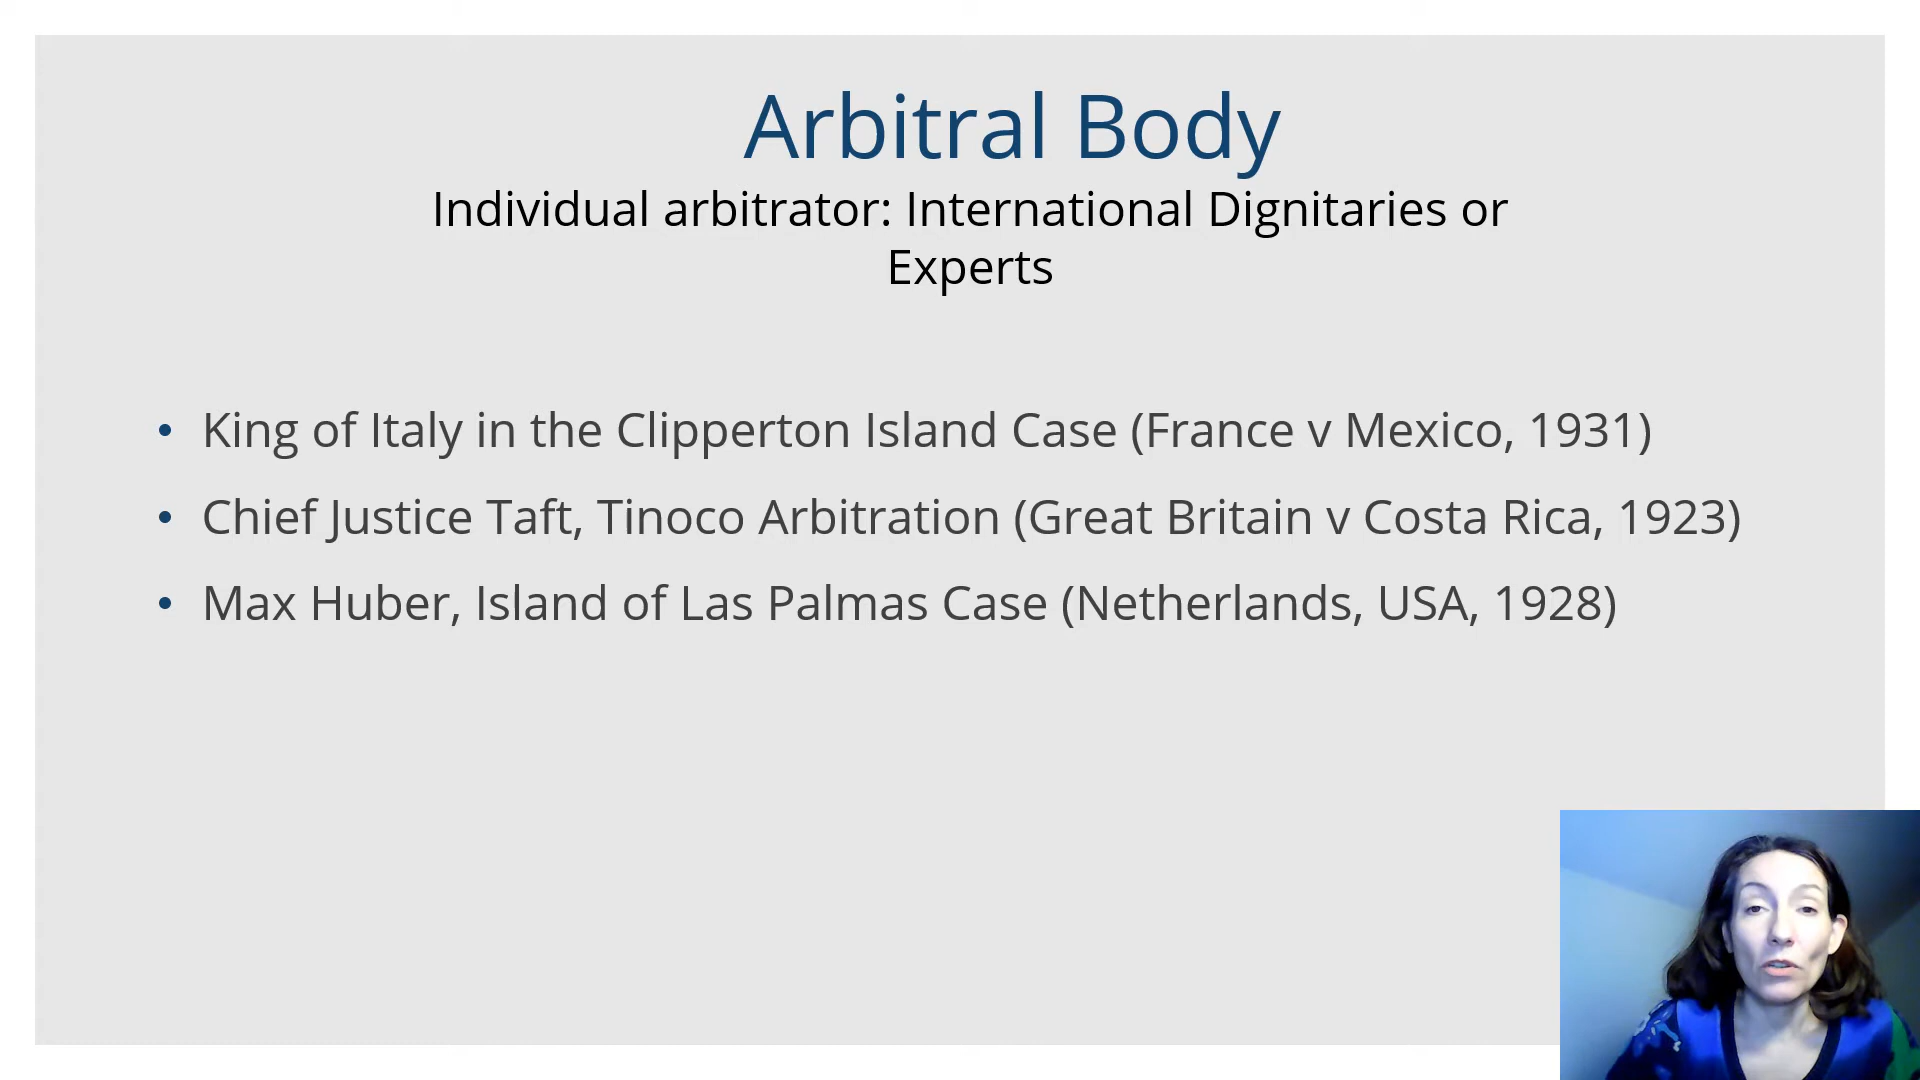 Arbitral Body
Individual arbitrator: International Dignitaries or
Experts
• King of Italy in the Clipperton Island Case (France v Mexico, 1931)
• Chief Justice Taft, Tinoco Arbitration (Great Britain v Costa Rica, 1923)
• Max Huber, Island of Las Palmas Case (Netherlands, USA, 1928)